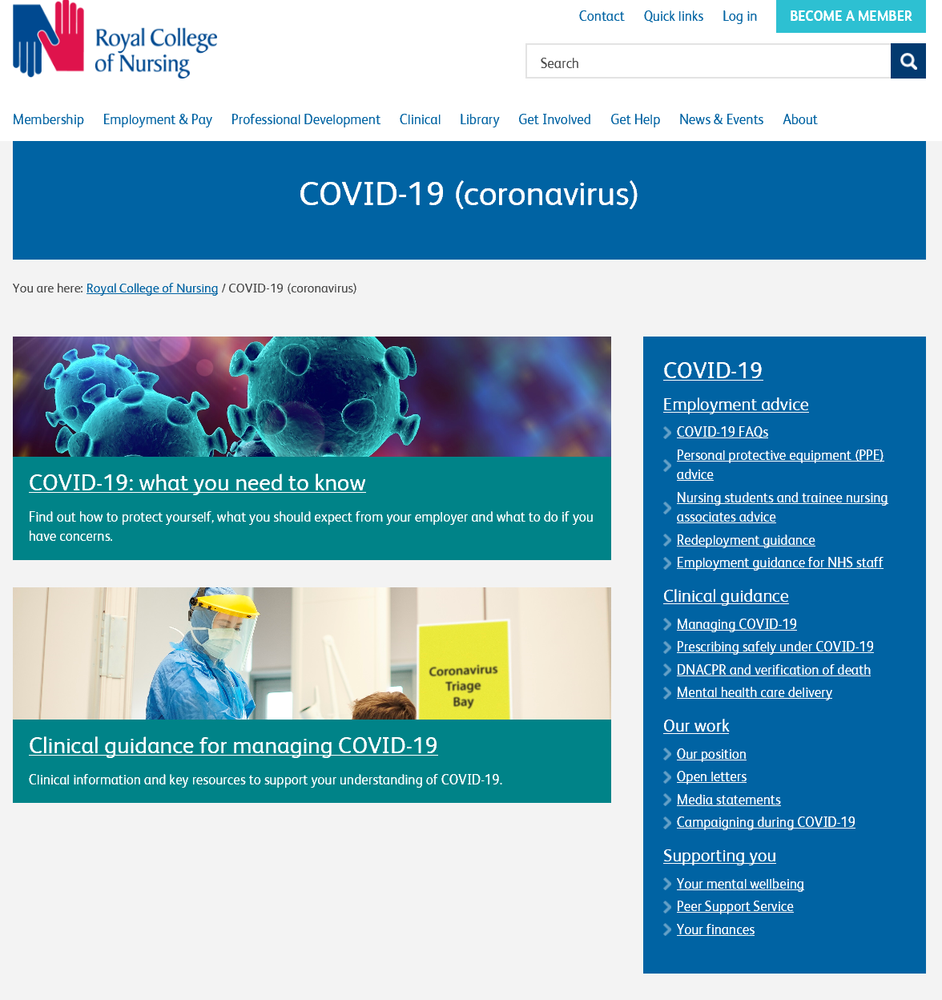 Royal College
of Nursing
Contact
Quick links
Log in
BECOME A MEMBER
Search
Membership
Employment & Pay
Professional Development
Clinical
Library
Get Involved
Get Help
News & Events
About
COVID-19 (coronavirus)
You are here: Royal College of Nursing / COVID-19 (coronavirus)
COVID-19: what you need to know
Find out how to protect yourself, what you should expect from your employer and what to do if you
have concerns.
Coronavirus
Triage
Bay
Clinical guidance for managing COVID-19
Clinical information and key resources to support your understanding of COVID-19.
COVID-19
Employment advice
COVID-19 FAQs
Personal protective equipment (PPE)
advice
Nursing students and trainee nursing
associates advice
Redeployment guidance
Employment guidance for NHS staff
Clinical guidance
Managing COVID-19
Prescribing safely under COVID-19
DNACPR and verification of death
Mental health care delivery
Our work
Our position
Open letters
Media statements
Campaigning during COVID-19
Supporting you
Your mental wellbeing
Peer Support Service
Your finances